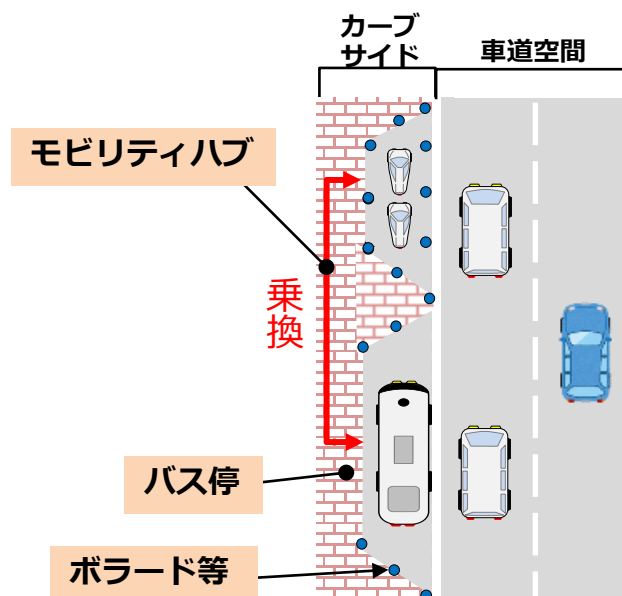 カーブ
サイド
車道空間
モビリティハブ
乗換
バス停
ボラード等